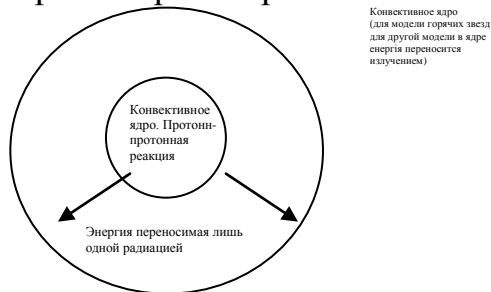 Конвективное ядро
(для модели горячих звезд
для другой модели в ядре
енергія переносится
излучением)
Конвективное
ядро. Протонн-
протонная
реакция
Энергия переносимая лишь
одной радиацией